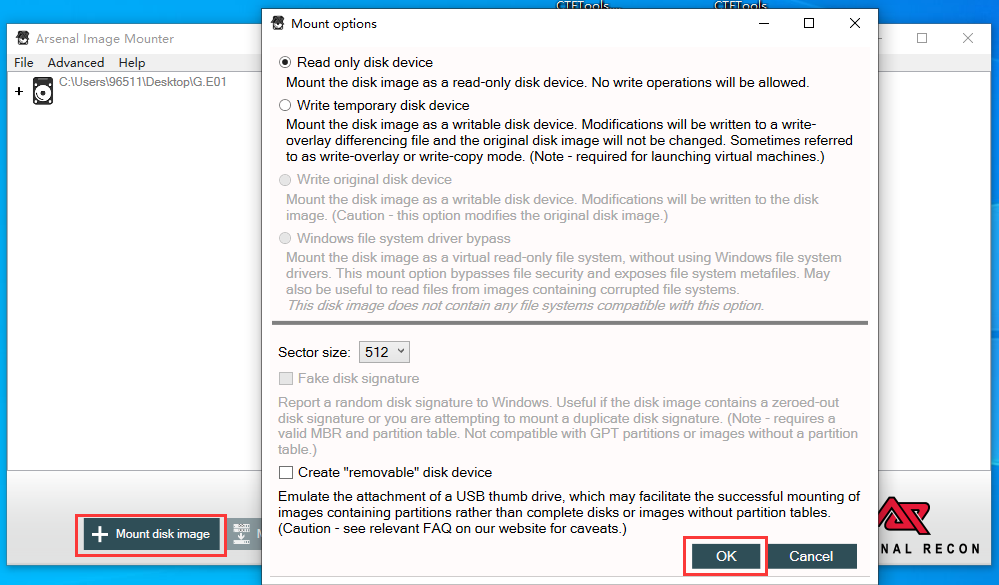 CTFTools...
CTFTools
Arsenal Image Mounter
File Advanced Help
+ C:\Users\96511\Desktop\G.E01
Mount options
Read only disk device
Mount the disk image as a read-only disk device. No write operations will be allowed.
Write temporary disk device
Mount the disk image as a writable disk device. Modifications will be written to a write-
overlay differencing file and the original disk image will not be changed. Sometimes referred
to as write-overlay or write-copy mode. (Note - required for launching virtual machines.)
Write original disk device
Mount the disk image as a writable disk device. Modifications will be written to the disk
image. (Caution - this option modifies the original disk image.)
Windows file system driver bypass
Mount the disk image as a virtual read-only file system, without using Windows file system
drivers. This mount option bypasses file security and exposes file system metafiles. May
also be useful to read files from images containing corrupted file systems.
This disk image does not contain any file systems compatible with this option.
Sector size: 512
Fake disk signature
Report a random disk signature to Windows. Useful if the disk image contains a zeroed-out
disk signature or you are attempting to mount a duplicate disk signature. (Note - requires a
valid MBR and partition table. Not compatible with GPT partitions or images without a partition
table.)
Create "removable" disk device
Emulate the attachment of a USB thumb drive, which may facilitate the successful mounting of
images containing partitions rather than complete disks or images without partition tables.
(Caution - see relevant FAQ on our website for caveats.)
OK Cancel
+ Mount disk image
NAL RECON